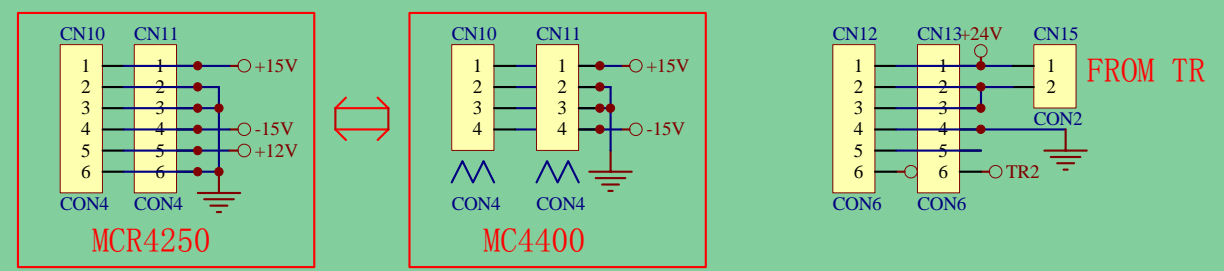 CN10 CN11
1 1 +15V
2 2
3 3
4 4 -15V
5 5 +12V
6 6
CON4 CON4
MCR4250
CN10 CN11
1 1 +15V
2 2
3 3
4 4 -15V
CON4 CON4
MC4400
CN12 CN13 +24V CN15
1 1 1 FROM TR
2 2 2
3 3
CON2
4 4
5 5
6 6 TR2
CON6 CON6